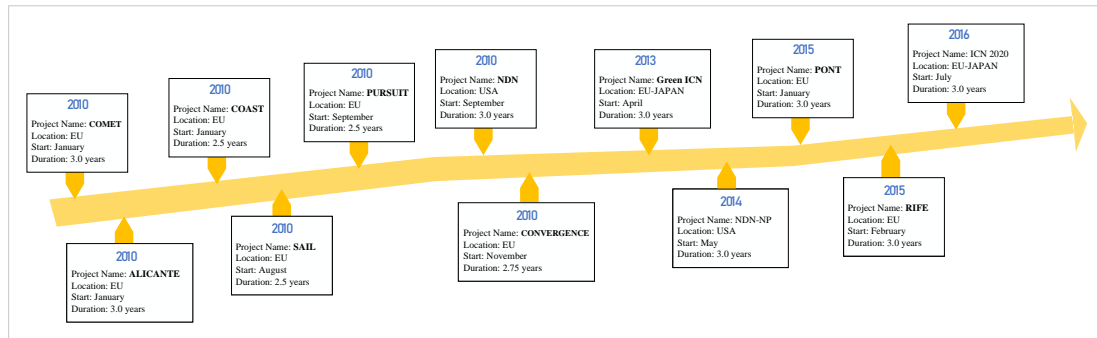 2010
Project Name: COMET
Location: EU
Start: January
Duration: 3.0 years
2010
Project Name: ALICANTE
Location: EU
Start: January
Duration: 3.0 years
2010
Project Name: COAST
Location: EU
Start: January
Duration: 2.5 years
2010
Project Name: SAIL
Location: EU
Start: August
Duration: 2.5 years
2010
Project Name: PURSUIT
Location: EU
Start: September
Duration: 2.5 years
2010
Project Name: NDN
Location: USA
Start: September
Duration: 3.0 years
2010
Project Name: CONVERGENCE
Location: EU
Start: November
Duration: 2.75 years
2013
Project Name: Green ICN
Location: EU-JAPAN
Start: April
Duration: 3.0 years
2014
Project Name: NDN-NP
Location: USA
Start: May
Duration: 3.0 years
2015
Project Name: PONT
Location: EU
Start: January
Duration: 3.0 years
2015
Project Name: RIFE
Location: EU
Start: February
Duration: 3.0 years
2016
Project Name: ICN 2020
Location: EU-JAPAN
Start: July
Duration: 3.0 years